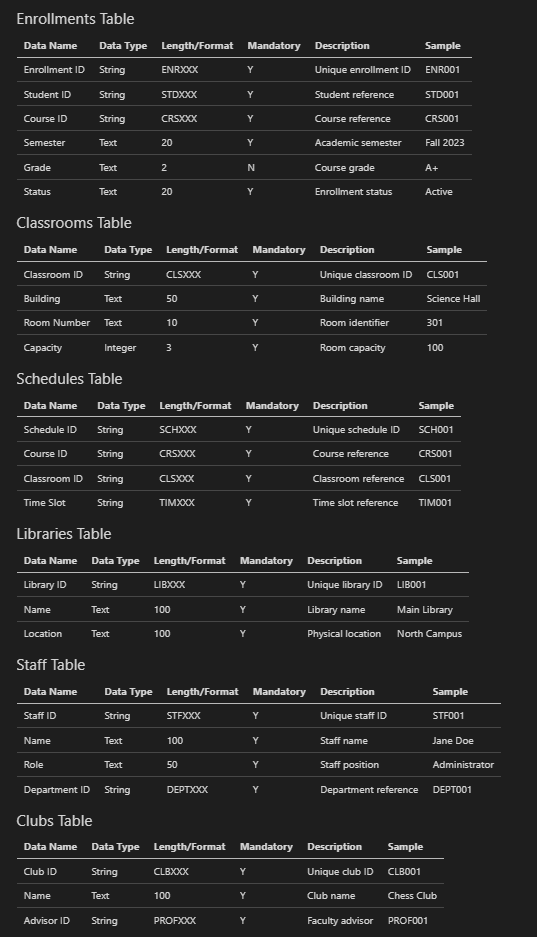 Enrollments Table
Data Name Data Type Length/Format Mandatory Description Sample
Enrollment ID String ENRXXX Y Unique enrollment ID ENR001
Student ID String STDXXX Y Student reference STD001
Course ID String CRSXXX Y Course reference CRS001
Semester Text 20 Y Academic semester Fall 2023
Grade Text 2 N Course grade A+
Status Text 20 Y Enrollment status Active
Classrooms Table
Data Name Data Type Length/Format Mandatory Description Sample
Classroom ID String CLSXXX Y Unique classroom ID CLS001
Building Text 50 Y Building name Science Hall
Room Number Text 10 Y Room identifier 301
Capacity Integer 3 Y Room capacity 100
Schedules Table
Data Name Data Type Length/Format Mandatory Description Sample
Schedule ID String SCHXXX Y Unique schedule ID SCH001
Course ID String CRSXXX Y Course reference CRS001
Classroom ID String CLSXXX Y Classroom reference CLS001
Time Slot String TIMXXX Y Time slot reference TIM001
Libraries Table
Data Name Data Type Length/Format Mandatory Description Sample
Library ID String LIBXXX Y Unique library ID LIB001
Name Text 100 Y Library name Main Library
Location Text 100 Y Physical location North Campus
Staff Table
Data Name Data Type Length/Format Mandatory Description Sample
Staff ID String STFXXX Y Unique staff ID STF001
Name Text 100 Y Staff name Jane Doe
Role Text 50 Y Staff position Administrator
Department ID String DEPTXXX Y Department reference DEPT001
Clubs Table
Data Name Data Type Length/Format Mandatory Description Sample
Club ID String CLBXXX Y Unique club ID CLB001
Name Text 100 Y Club name Chess Club
Advisor ID String PROFXXX Y Faculty advisor PROF001